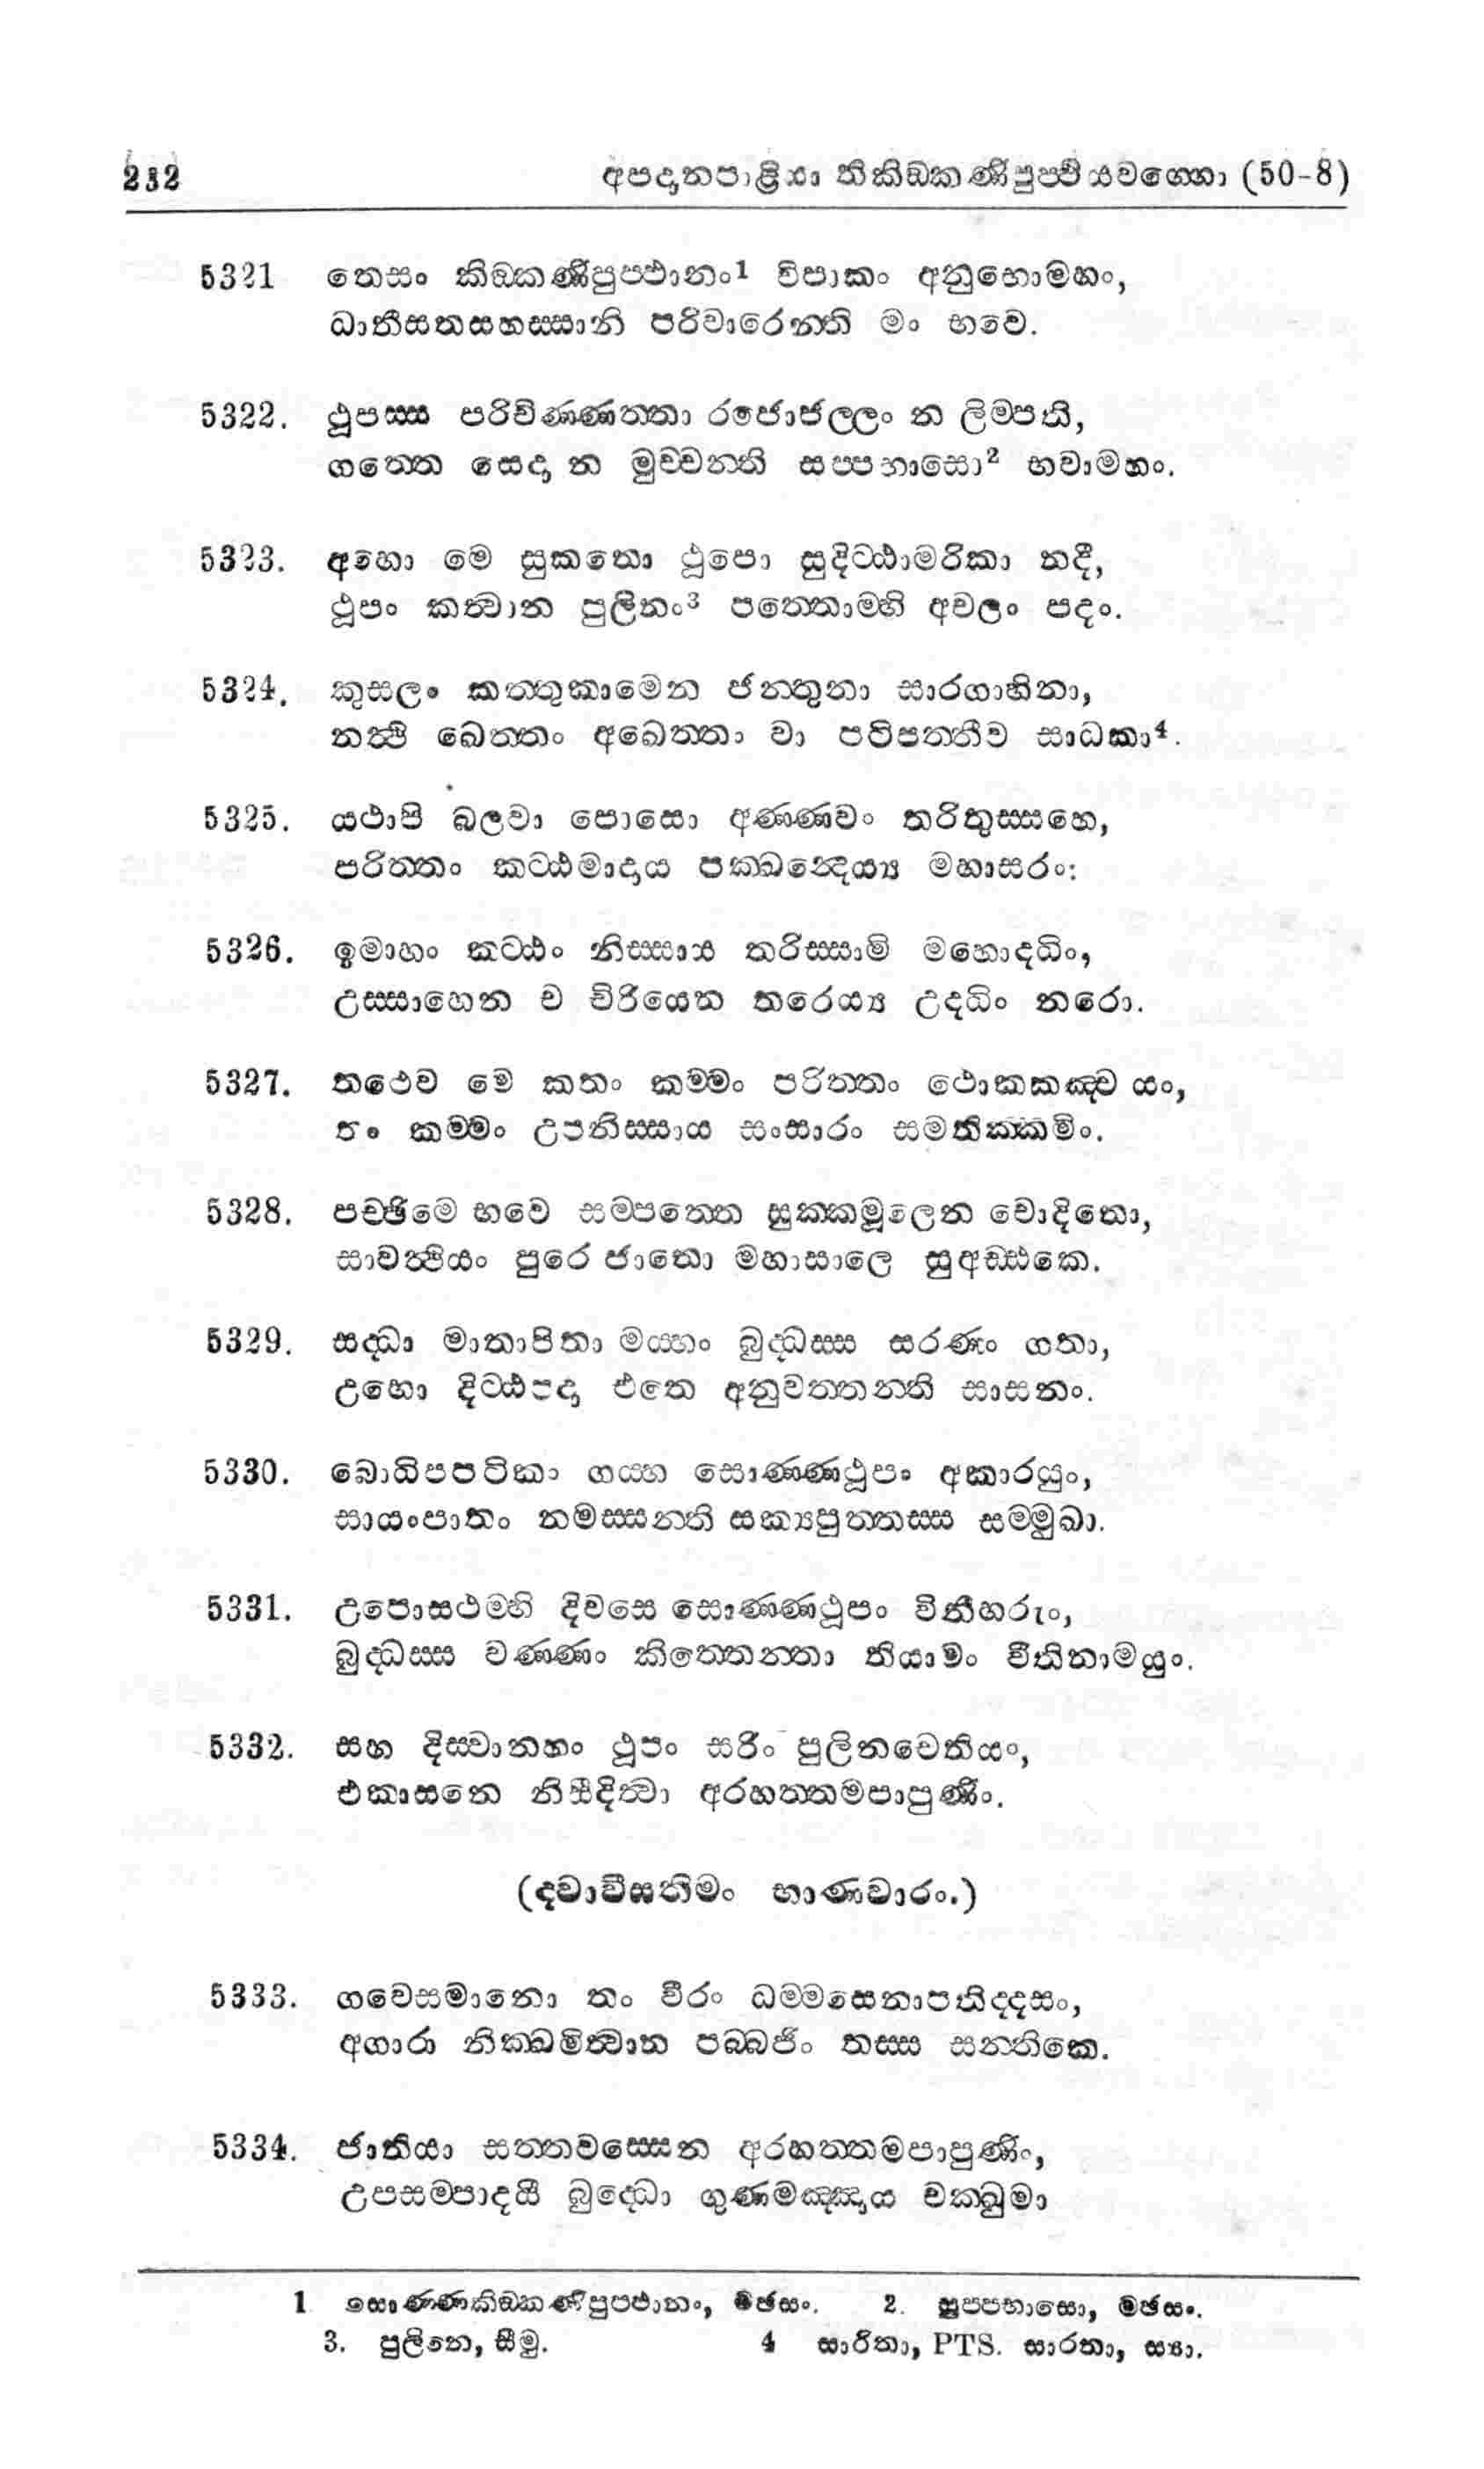 232 අපදානපාළියා තිකිඞ්කණිපුප්ඵියවග්ගො (50-8)
5321 තෙසං කිඞ්කණිපුප්ඵානං1 විපාකං අනුභොමහං,
ධාතීසතසහස්සානි පරිවාරෙන්ති මං භවෙ.
5322. ථූපස්ස පරිචිණ්ණත්තා රජොජල්ලං න ලිම්පති,
ගත්තෙ සෙදා න මුච්චන්ති සප්පභාසො2 භවාමහං.
5323. අහො මෙ සුකතො ථූපො සුදිට්ඨාමරිකා නදී,
ථූපං කත්වාන පුලිනං3 පත්තොම්හි අචලං පදං.
5324. කුසලං කත්තුකාමෙන ජන්තුනා සාරගාහිනා,
නත්ථි ඛෙත්තං අඛෙත්තං වා පටිපත්තීව සාධකා4.
5325. යථාපි බලවා පොසො අණ්ණවං තරිතුස්සහෙ,
පරිත්තං කට්ඨමාදාය පක්ඛන්දෙය්‍ය මහාසරං:
5326. ඉමාහං කට්ඨං නිස්සාය තරිස්සාමි මහොදධිං,
උස්සාහෙන ච විරියෙන තරෙය්‍ය උදධිං නරො.
5327. තථෙව මෙ කතං කම්මං පරිත්තං ථොකකඤ්ච යං,
තං කම්මං උපනිස්සාය සංසාරං සමතික්කමිං.
5328. පච්ඡිමෙ භවෙ සම්පත්තෙ සුක්කමූලෙන චොදිතො,
සාවත්ථියං පුරෙ ජාතො මහාසාලෙ සුඅඩ්ඪකෙ.
5329. සද්ධා මාතාපිතා මය්හං බුද්ධස්ස සරණං ගතා,
උභො දිට්ඨපදා එතෙ අනුවත්තන්ති සාසනං.
5330. බොධිපපටිකං ගය්හ සොණ්ණථූපං අකාරයුං,
සායංපාතං නමස්සන්ති සක්‍යපුත්තස්ස සම්මුඛා.
5331. උපොසථම්හි දිවසෙ සොණ්ණථූපං විනීහරුං,
බුද්ධස්ස වණ්ණං කිත්තෙන්තා තියාමං වීතිනාමයුං.
5332. සහ දිස්වානහං ථූපං සරිං පුලිනචෙතියං,
එකාසනෙ නිසීදිත්වා අරහත්තමපාපුණිං.
(ද්වාවීසතිමං භාණවාරං.)
5333. ගවෙසමානො තං වීරං ධම්මසෙනාපතිද්දසං,
අගාරා නික්ඛමිත්වාන පබ්බජිං තස්ස සන්තිකෙ.
5334. ජාතියා සත්තවස්සෙන අරහත්තමපාපුණිං,
උපසම්පාදයී බුද්ධො ගුණමඤ්ඤාය චක්ඛුමා
1 සොණ්ණකිඞ්කණිපුප්ඵානං, මඡසං. 2. සුප්පභාසො, මඡසං.
3. පුලිනෙ, සීමු. 4 සාරිතා, PTS. සාරතා, ස්‍යා.